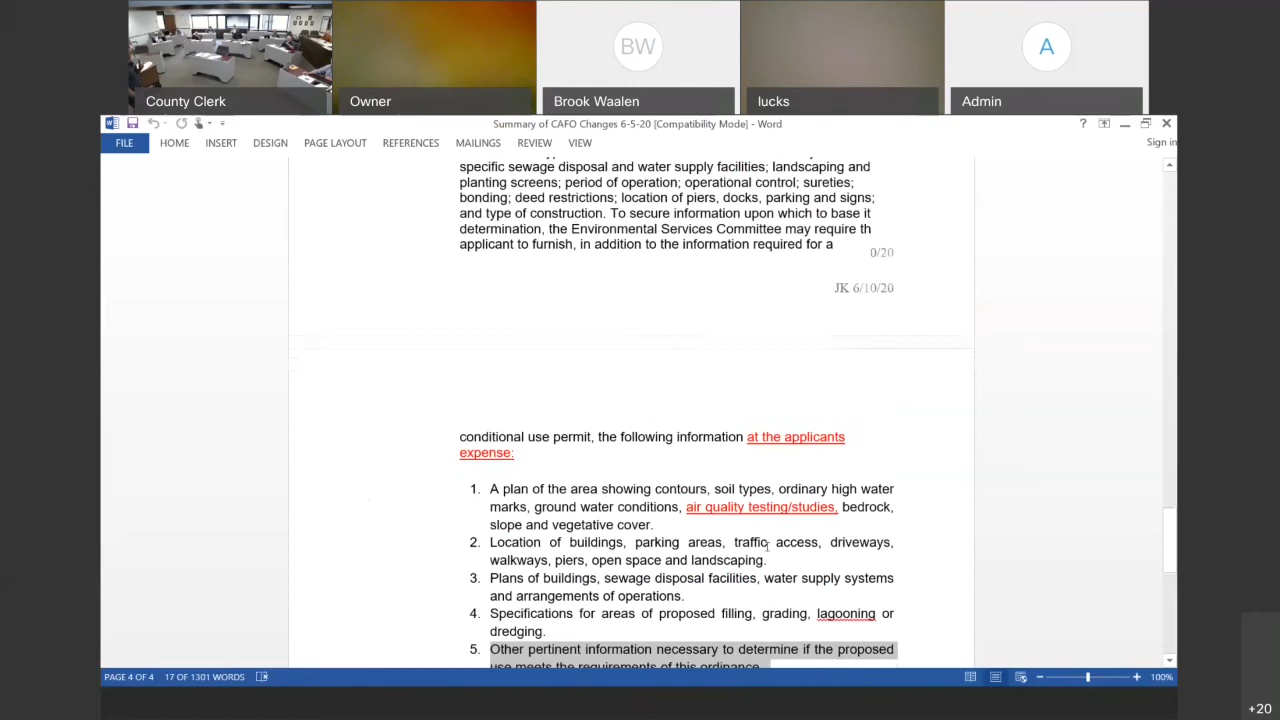 BW
A
County Clerk
Owner
Brook Waalen
lucks
Admin
Summary of CAFO Changes 6-5-20 [Compatibility Mode] - Word
?
FILE HOME INSERT DESIGN PAGE LAYOUT REFERENCES MAILINGS REVIEW VIEW
Sign in
specific sewage disposal and water supply facilities; landscaping and
planting screens; period of operation; operational control; sureties;
bonding; deed restrictions; location of piers, docks, parking and signs;
and type of construction. To secure information upon which to base it
determination, the Environmental Services Committee may require th
applicant to furnish, in addition to the information required for a
0/20
JK 6/10/20
conditional use permit, the following information at the applicants
expense:
1. A plan of the area showing contours, soil types, ordinary high water
marks, ground water conditions, air quality testing/studies, bedrock,
slope and vegetative cover.
2. Location of buildings, parking areas, traffic access, driveways,
walkways, piers, open space and landscaping.
3. Plans of buildings, sewage disposal facilities, water supply systems
and arrangements of operations.
4. Specifications for areas of proposed filling, grading, lagooning or
dredging.
5. Other pertinent information necessary to determine if the proposed
use meets the requirements of this ordinance.
PAGE 4 OF 4 17 OF 1301 WORDS
100%
+20